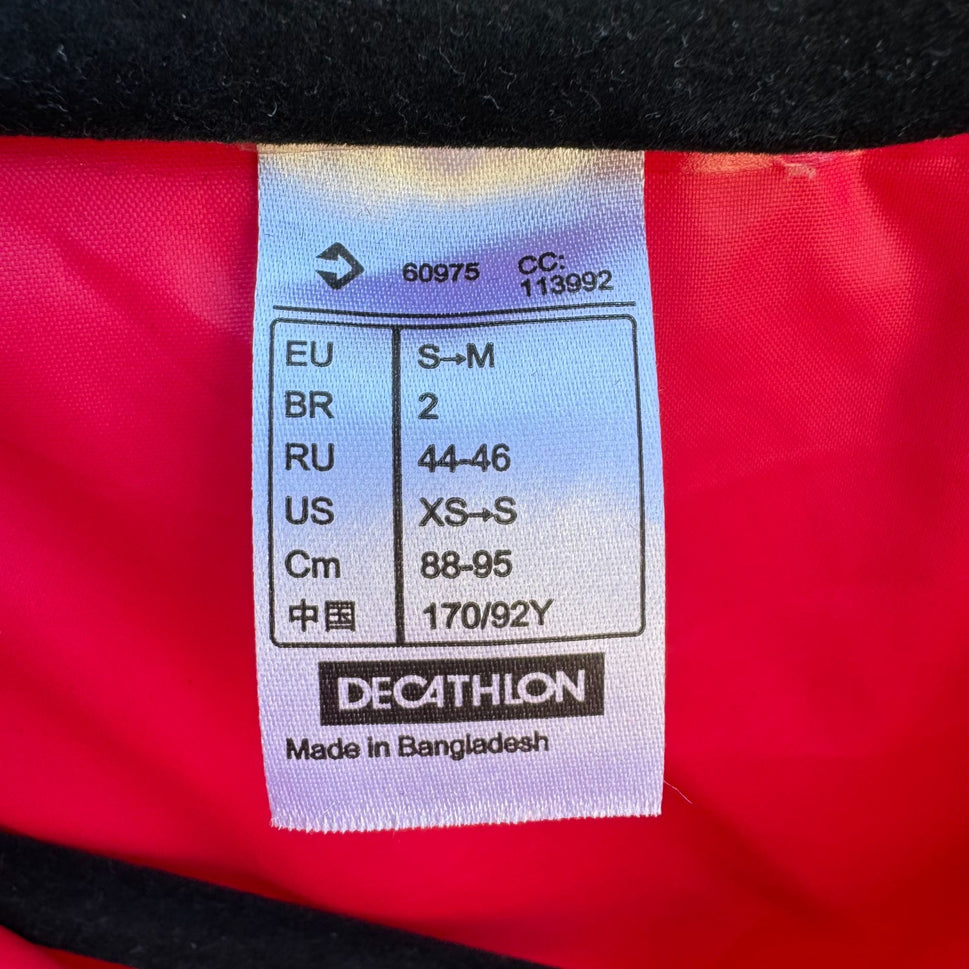 60975 CC:
113992
EU S→M
BR 2
RU 44-46
US XS→S
Cm 88-95
中国 170/92Y
DECATHLON
Made in Bangladesh